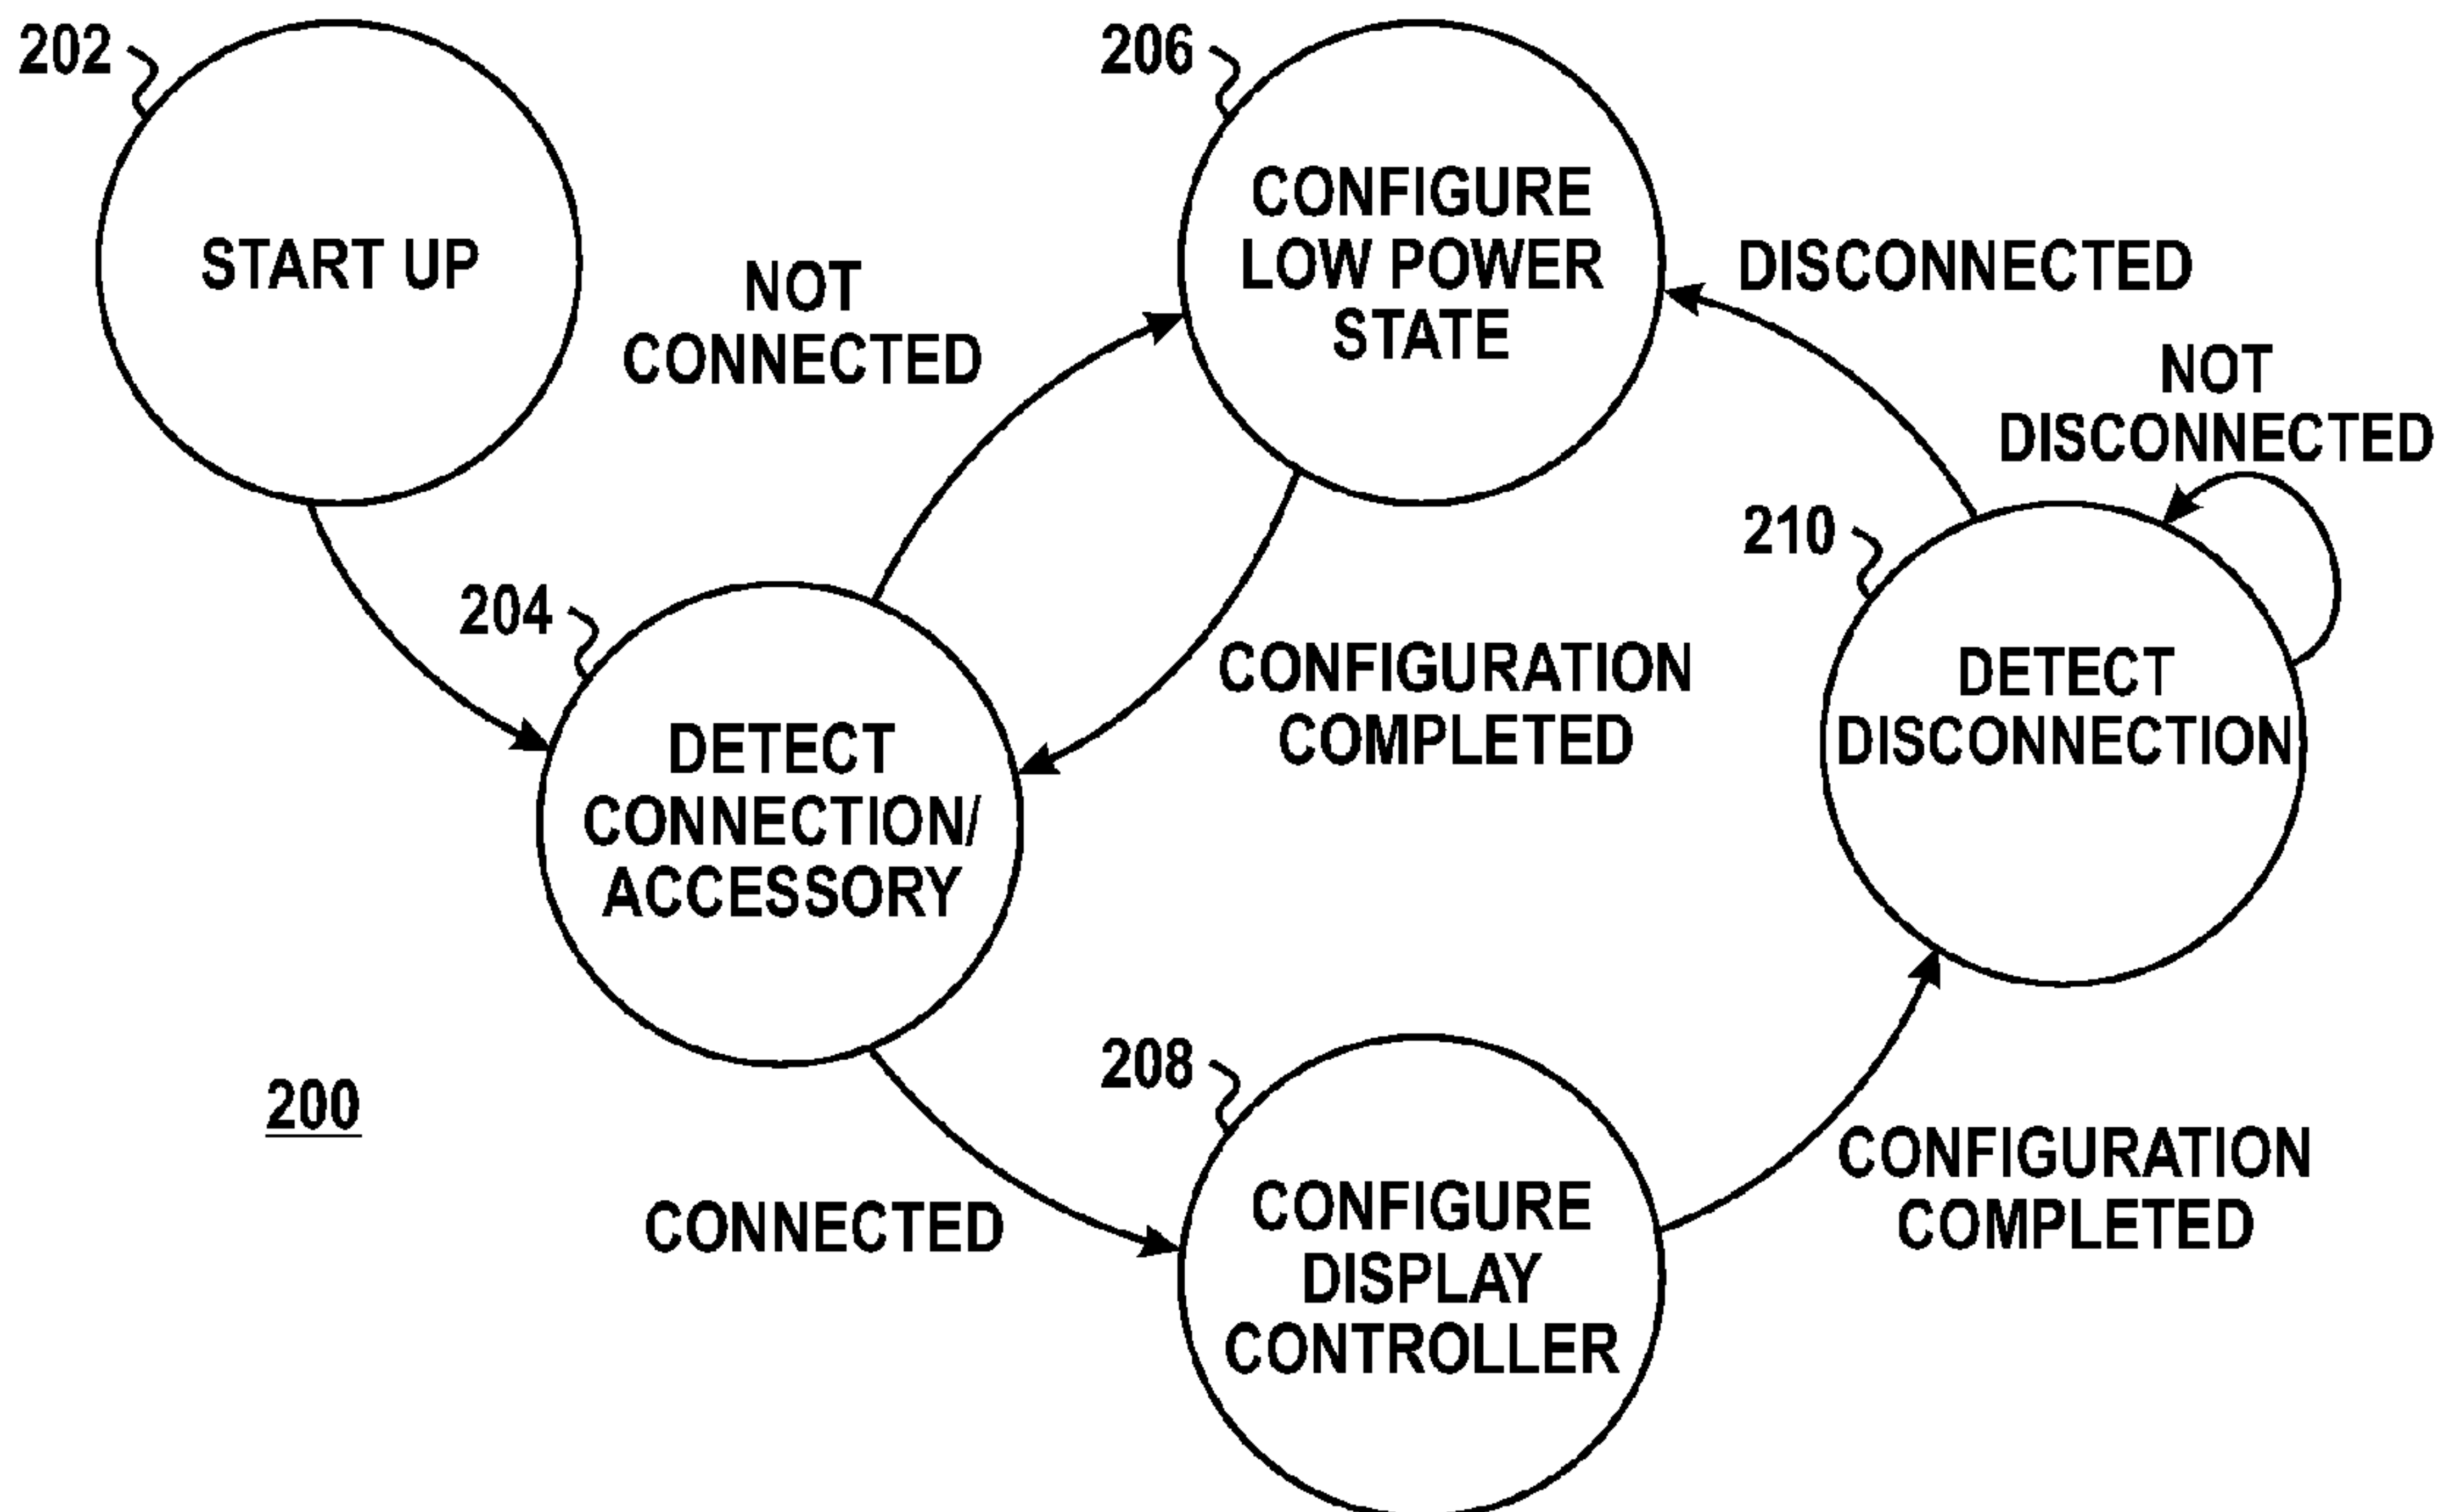 202
START UP
206
CONFIGURE
LOW POWER
STATE
NOT
CONNECTED
DISCONNECTED
NOT
DISCONNECTED
210
DETECT
DISCONNECTION
204
DETECT
CONNECTION/
ACCESSORY
CONFIGURATION
COMPLETED
200
CONNECTED
208
CONFIGURE
DISPLAY
CONTROLLER
CONFIGURATION
COMPLETED